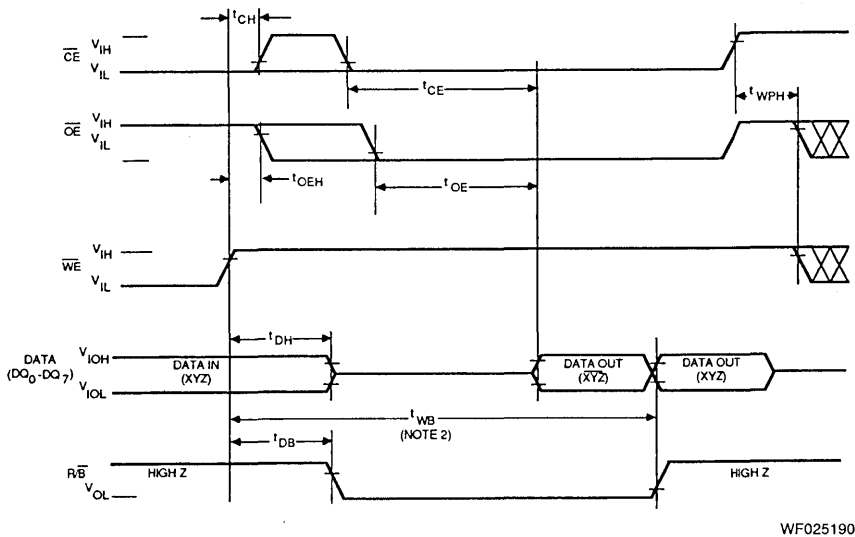 tCH
CE VIH
VIL
tCE
tWPH
OE VIH
VIL
tOEH
tOE
WE VIH
VIL
tDH
DATA
(DQ0-DQ7)
VIOH
VIOL
DATA IN
(XYZ)
DATA OUT
(X̅Y̅Z̅)
DATA OUT
(XYZ)
tWB
(NOTE 2)
tDB
R/B̅
HIGH Z
HIGH Z
VOL
WF025190